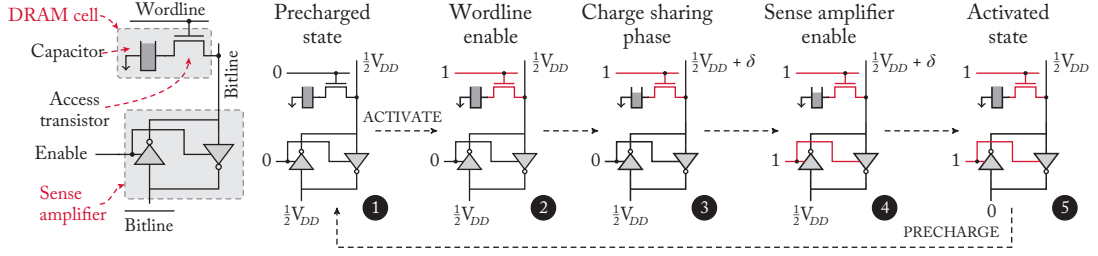 DRAM cell
Wordline
Capacitor
Bitline
Access
transistor
Enable
Sense
amplifier
Bitline
Precharged
state
½V_DD
0
0
½V_DD
1
ACTIVATE
Wordline
enable
½V_DD
1
0
½V_DD
2
Charge sharing
phase
½V_DD + δ
1
0
½V_DD
3
Sense amplifier
enable
½V_DD + δ
1
1
½V_DD
4
Activated
state
½V_DD
1
1
0
5
PRECHARGE